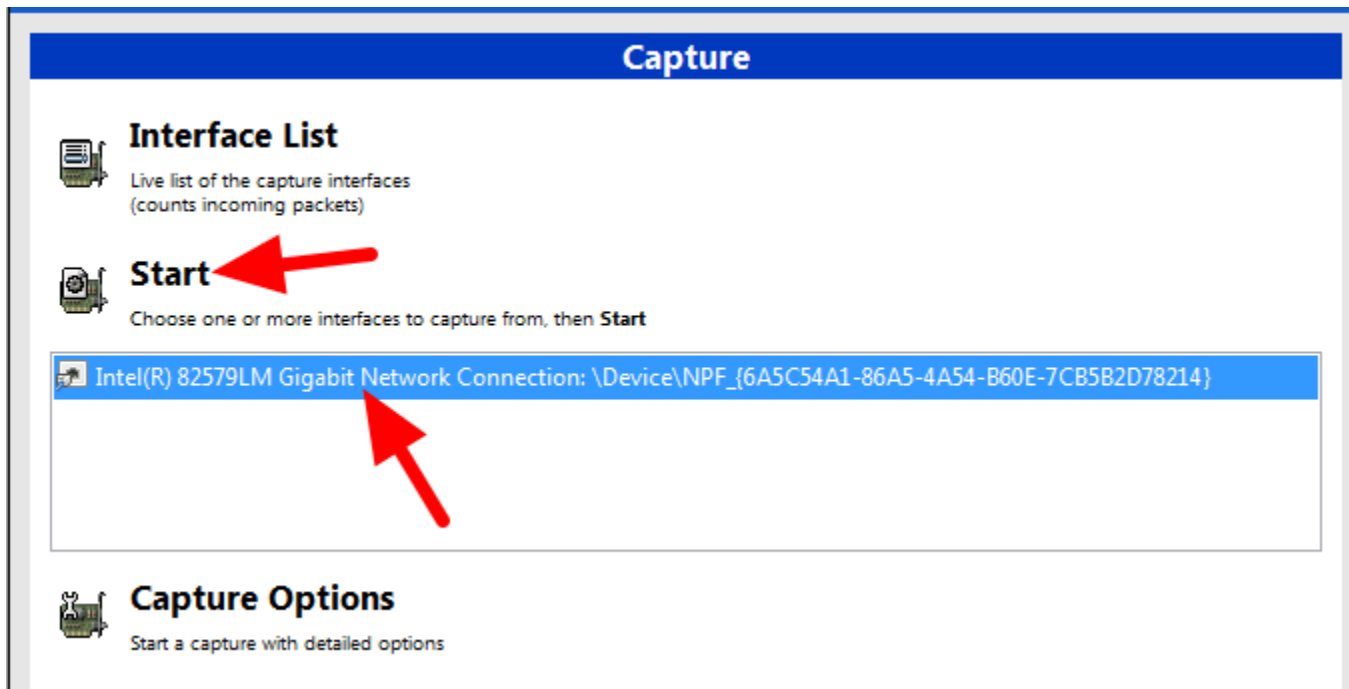 Capture
Interface List
Live list of the capture interfaces
(counts incoming packets)
Start
Choose one or more interfaces to capture from, then Start
Intel(R) 82579LM Gigabit Network Connection: \Device\NPF_{6A5C54A1-86A5-4A54-B60E-7CB5B2D78214}
Capture Options
Start a capture with detailed options